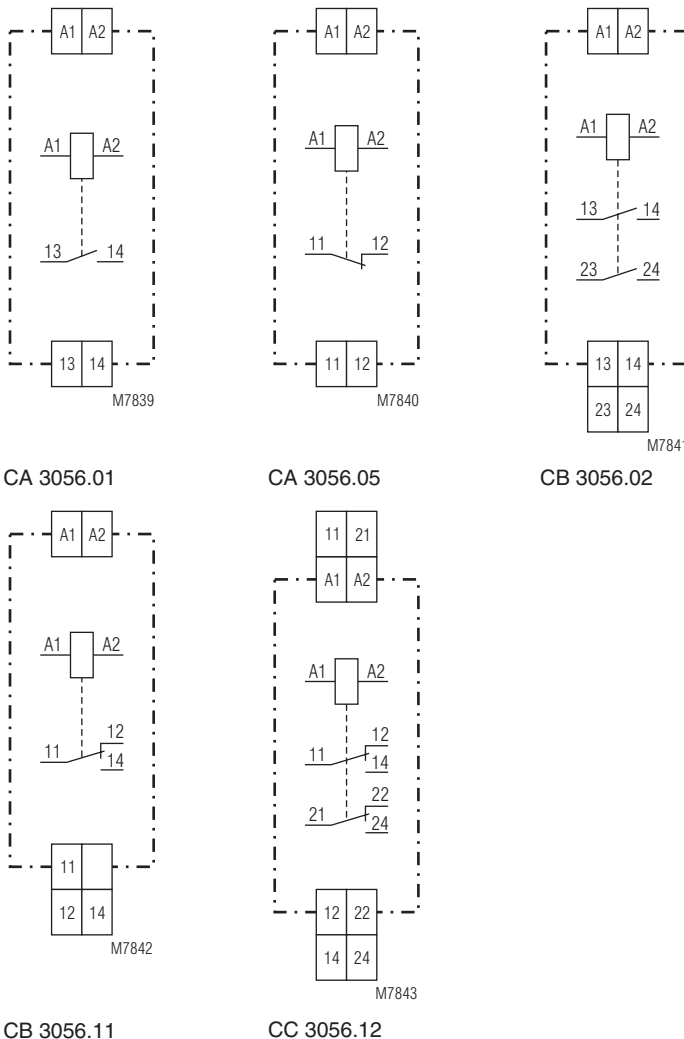 A1 A2 A1 A2 A1 A2
A1 A2 A1 A2 A1 A2
13 14
13 14 11 12 23 24
13 14 11 12 13 14
M7839 M7840 23 24
M7841
CA 3056.01 CA 3056.05 CB 3056.02
11 21
A1 A2 A1 A2
A1 A2 A1 A2
11 12 14 11 12 14
21 22 24
11 12 22
12 14 14 24
M7842 M7843
CB 3056.11 CC 3056.12